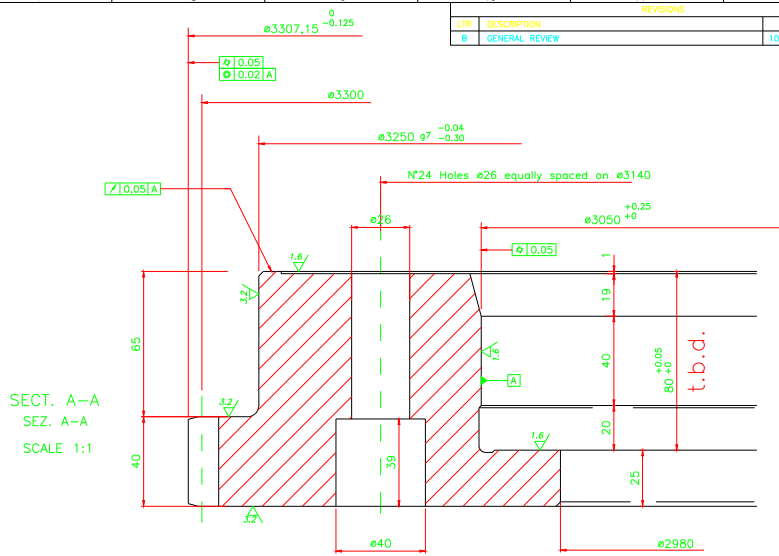 REVISIONS
LTR DESCRIPTION
B GENERAL REVIEW 10
ø3307.15 0 -0.125
0.05
0.02 A
ø3300
ø3250 g7 -0.04 -0.30
N°24 Holes ø26 equally spaced on ø3140
0.05 A
ø26
ø3050 +0.25 +0
0.05
1.6
1
3.2
19
65
1.6
40
80 +0.05 +0
t.b.d.
A
SECT. A-A
SEZ. A-A
SCALE 1:1
3.2
20
1.6
40
39
25
3.2
ø40
ø2980